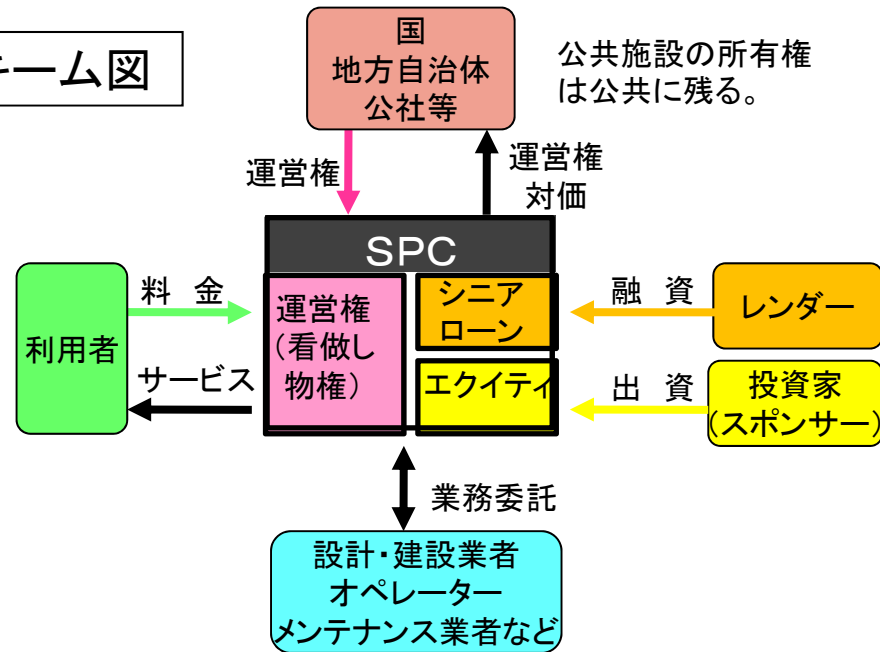 キーム図
国
地方自治体
公社等
公共施設の所有権
は公共に残る。
運営権
運営権
対価
SPC
料 金
利用者
サービス
運営権
(看做し
物権)
シニア
ローン
エクイティ
融 資
レンダー
出 資
投資家
(スポンサー)
業務委託
設計・建設業者
オペレーター
メンテナンス業者など